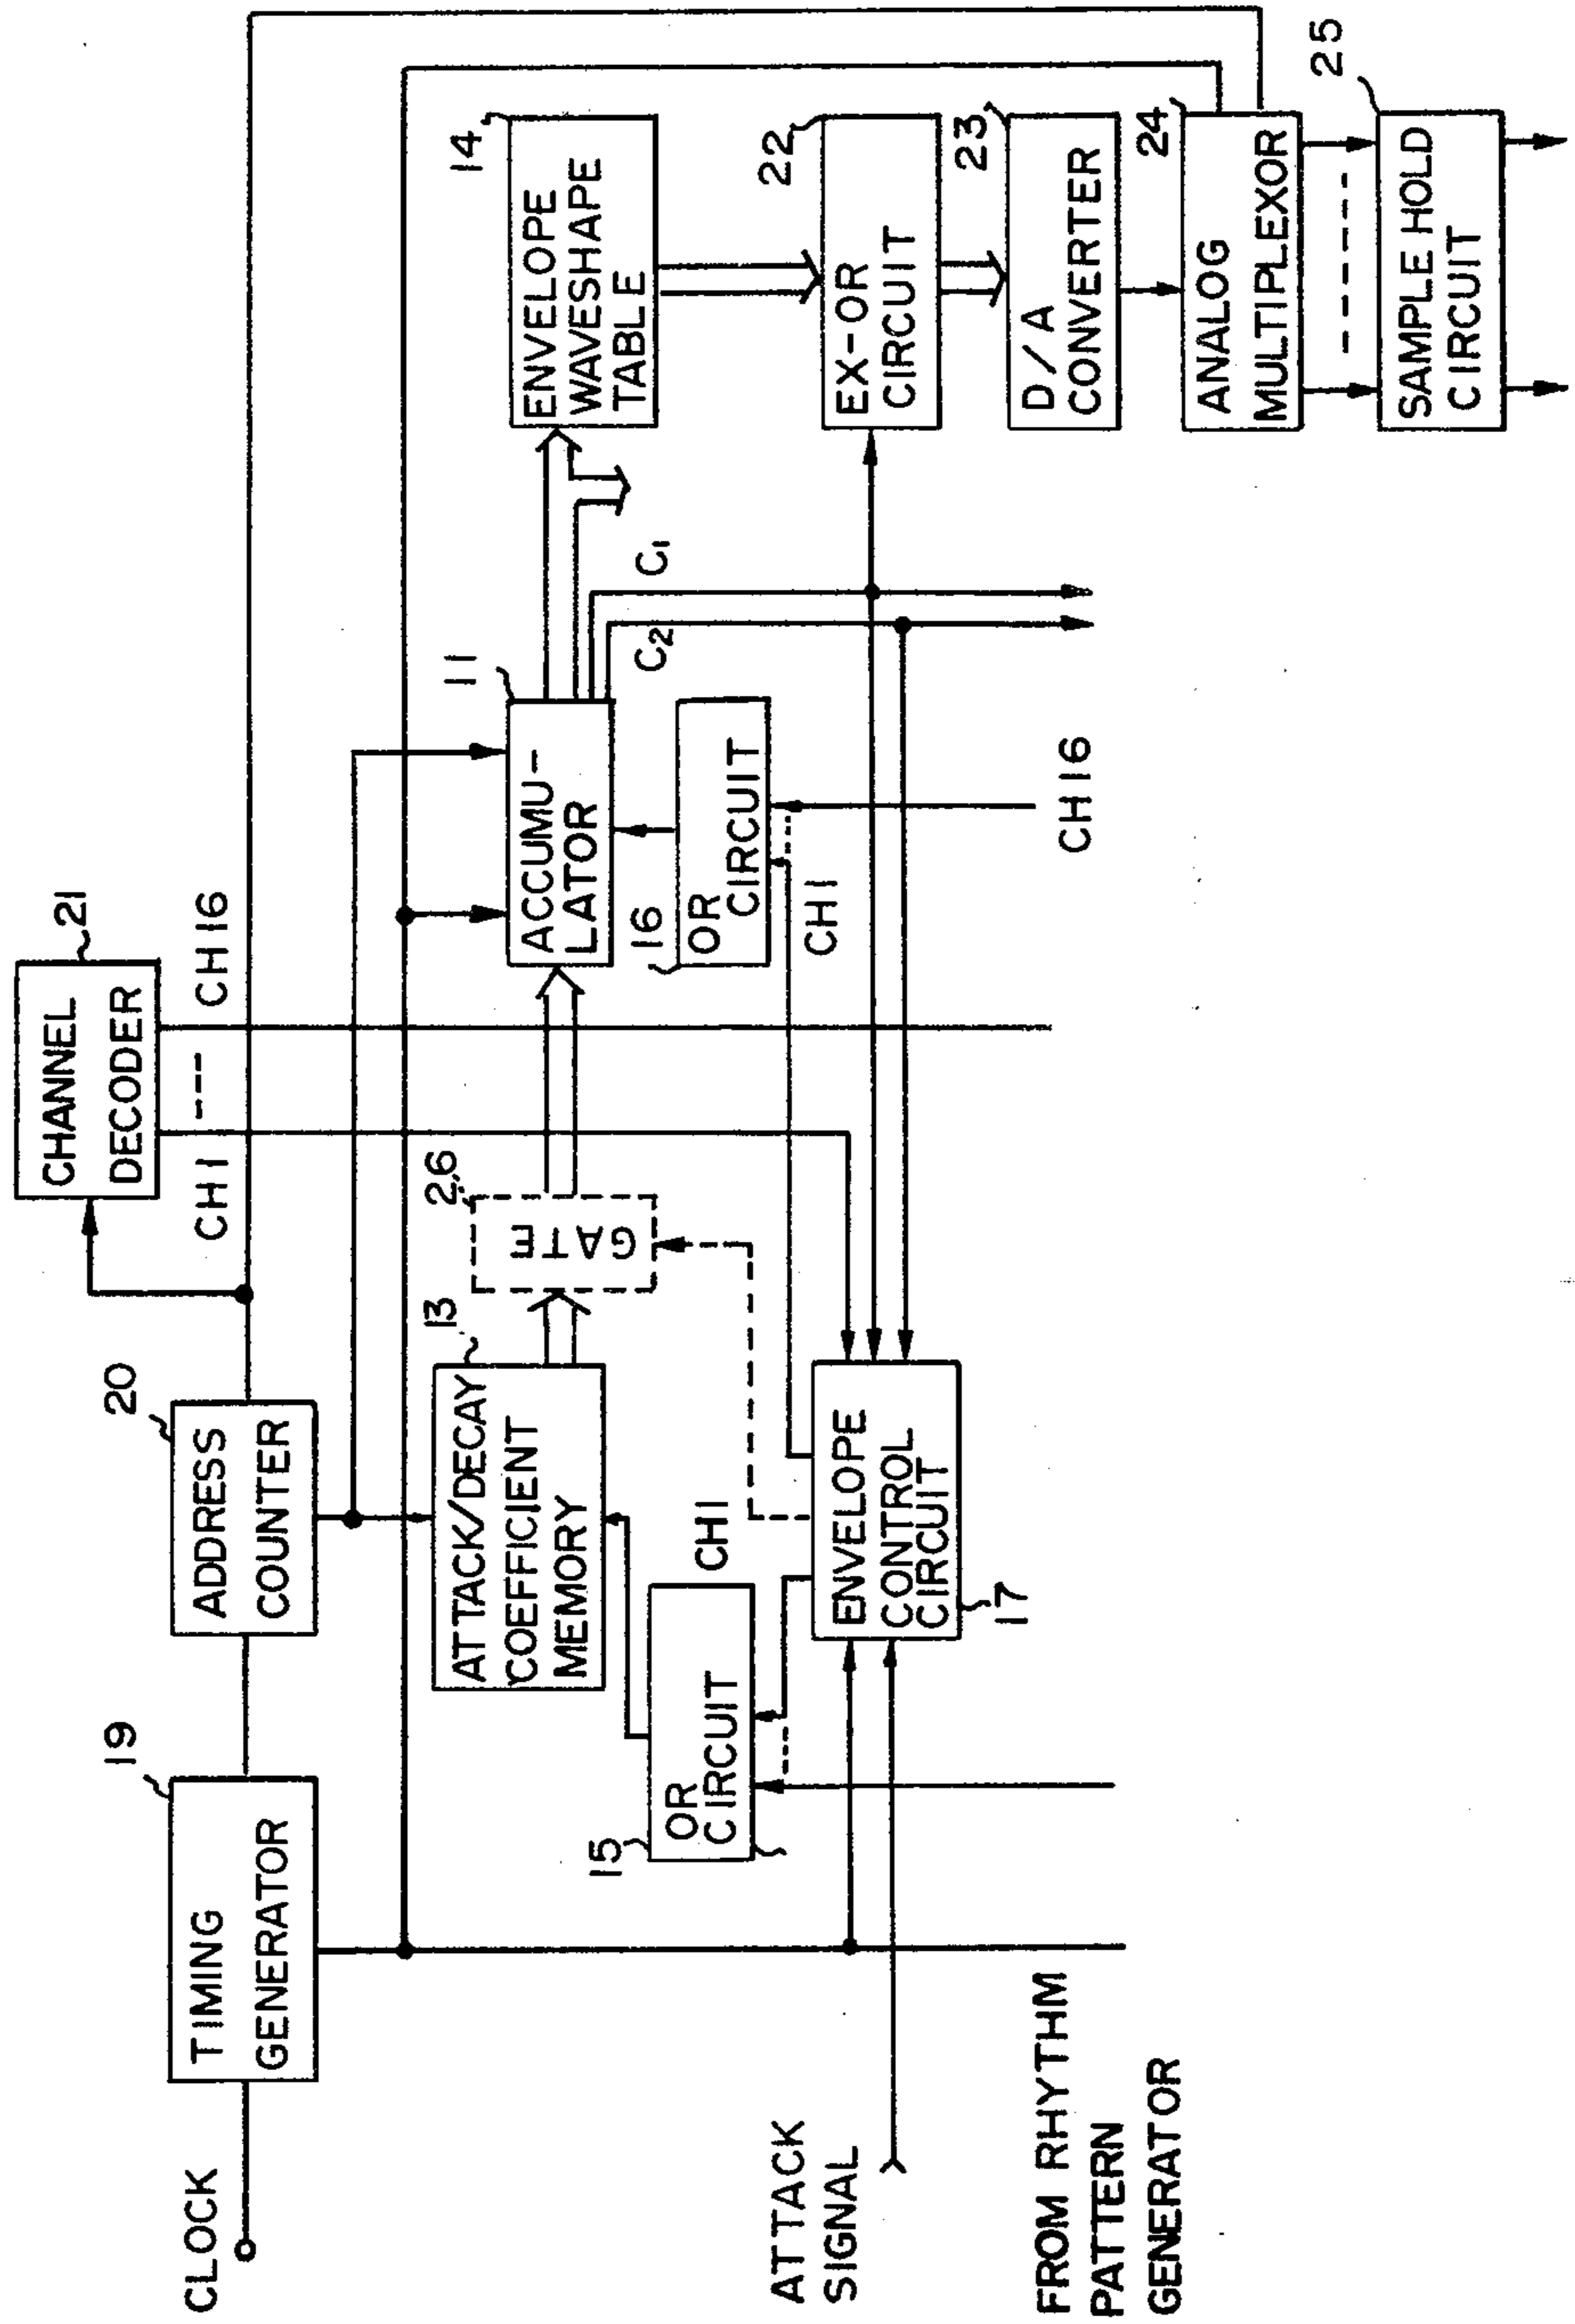 CLOCK
19
TIMING
GENERATOR
20
ADDRESS
COUNTER
21
CHANNEL
DECODER
CH1 --- CH16
13
ATTACK/DECAY
COEFFICIENT
MEMORY
26
GATE
11
ACCUMU-
LATOR
14
ENVELOPE
WAVESHAPE
TABLE
15
OR
CIRCUIT
CH1
16
OR
CIRCUIT
CH1
CH16
C2
C1
ENVELOPE
CONTROL
CIRCUIT
17
22
EX-OR
CIRCUIT
23
D/A
CONVERTER
24
ANALOG
MULTIPLEXOR
25
SAMPLE HOLD
CIRCUIT
ATTACK
SIGNAL
FROM RHYTHM
PATTERN
GENERATOR